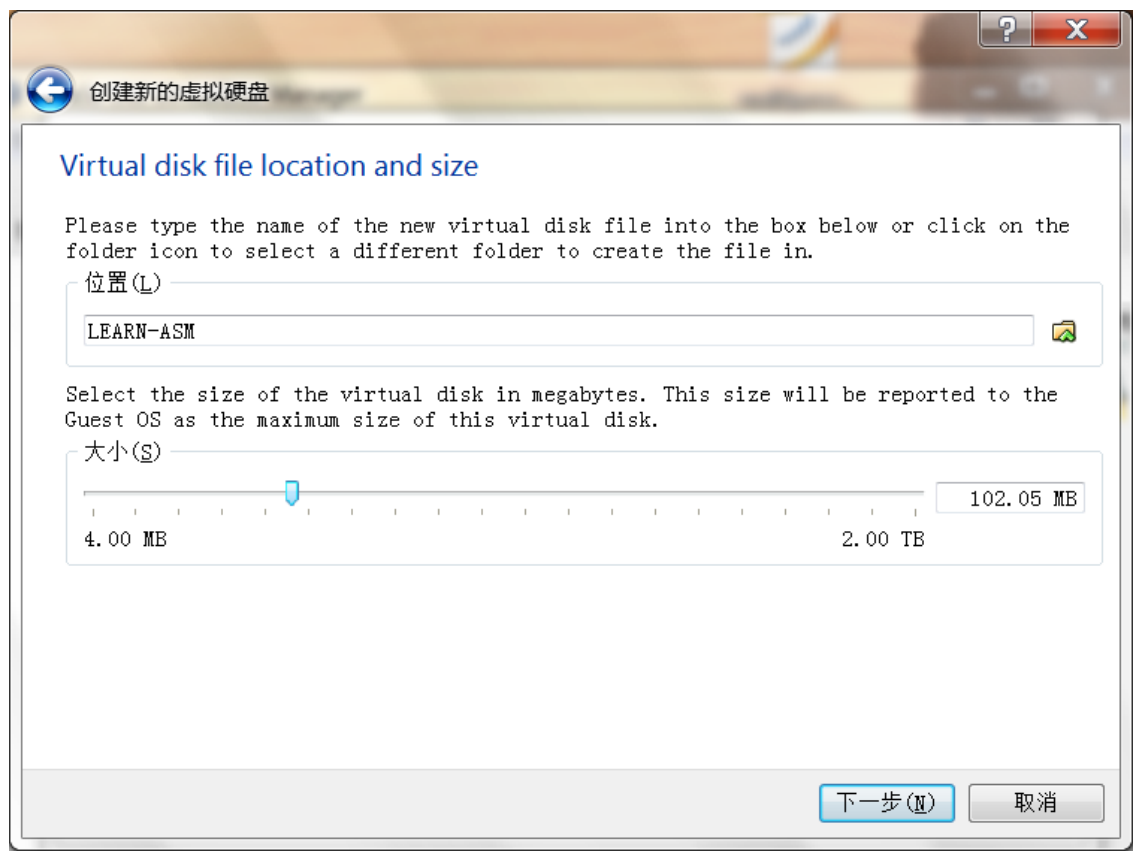 创建新的虚拟硬盘
Virtual disk file location and size
Please type the name of the new virtual disk file into the box below or click on the
folder icon to select a different folder to create the file in.
位置(L)
LEARN-ASM
Select the size of the virtual disk in megabytes. This size will be reported to the
Guest OS as the maximum size of this virtual disk.
大小(S)
102.05 MB
4.00 MB 2.00 TB
下一步(N) 取消